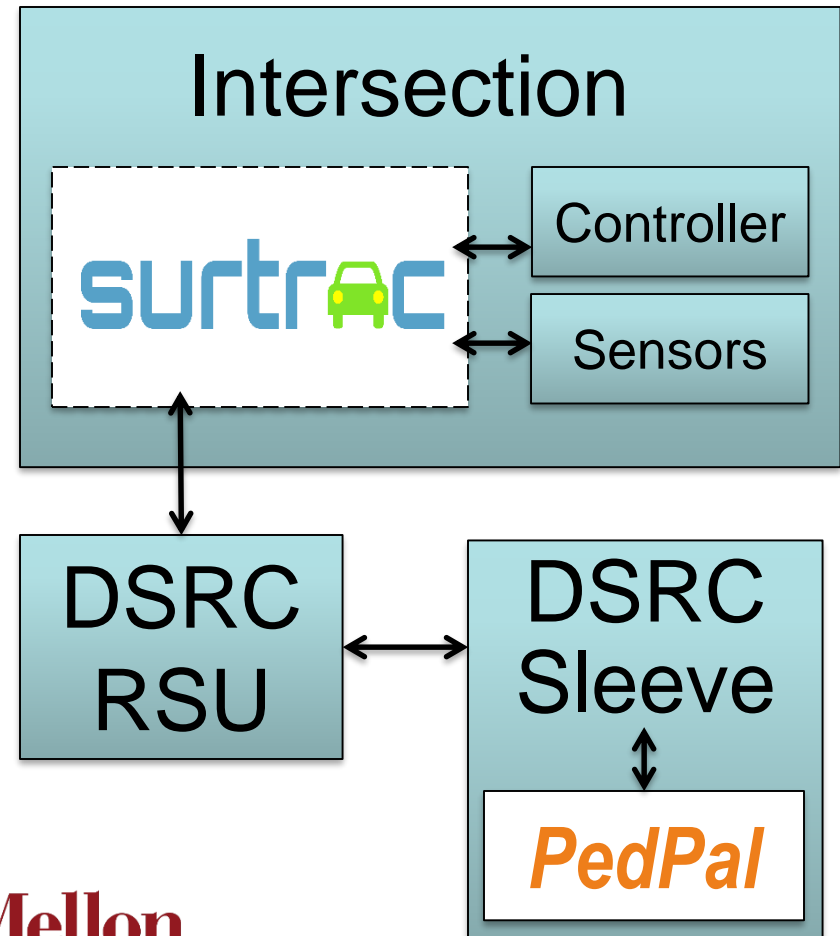 Intersection
surtrac
Controller
Sensors
DSRC
RSU
DSRC
Sleeve
PedPal
Mellon